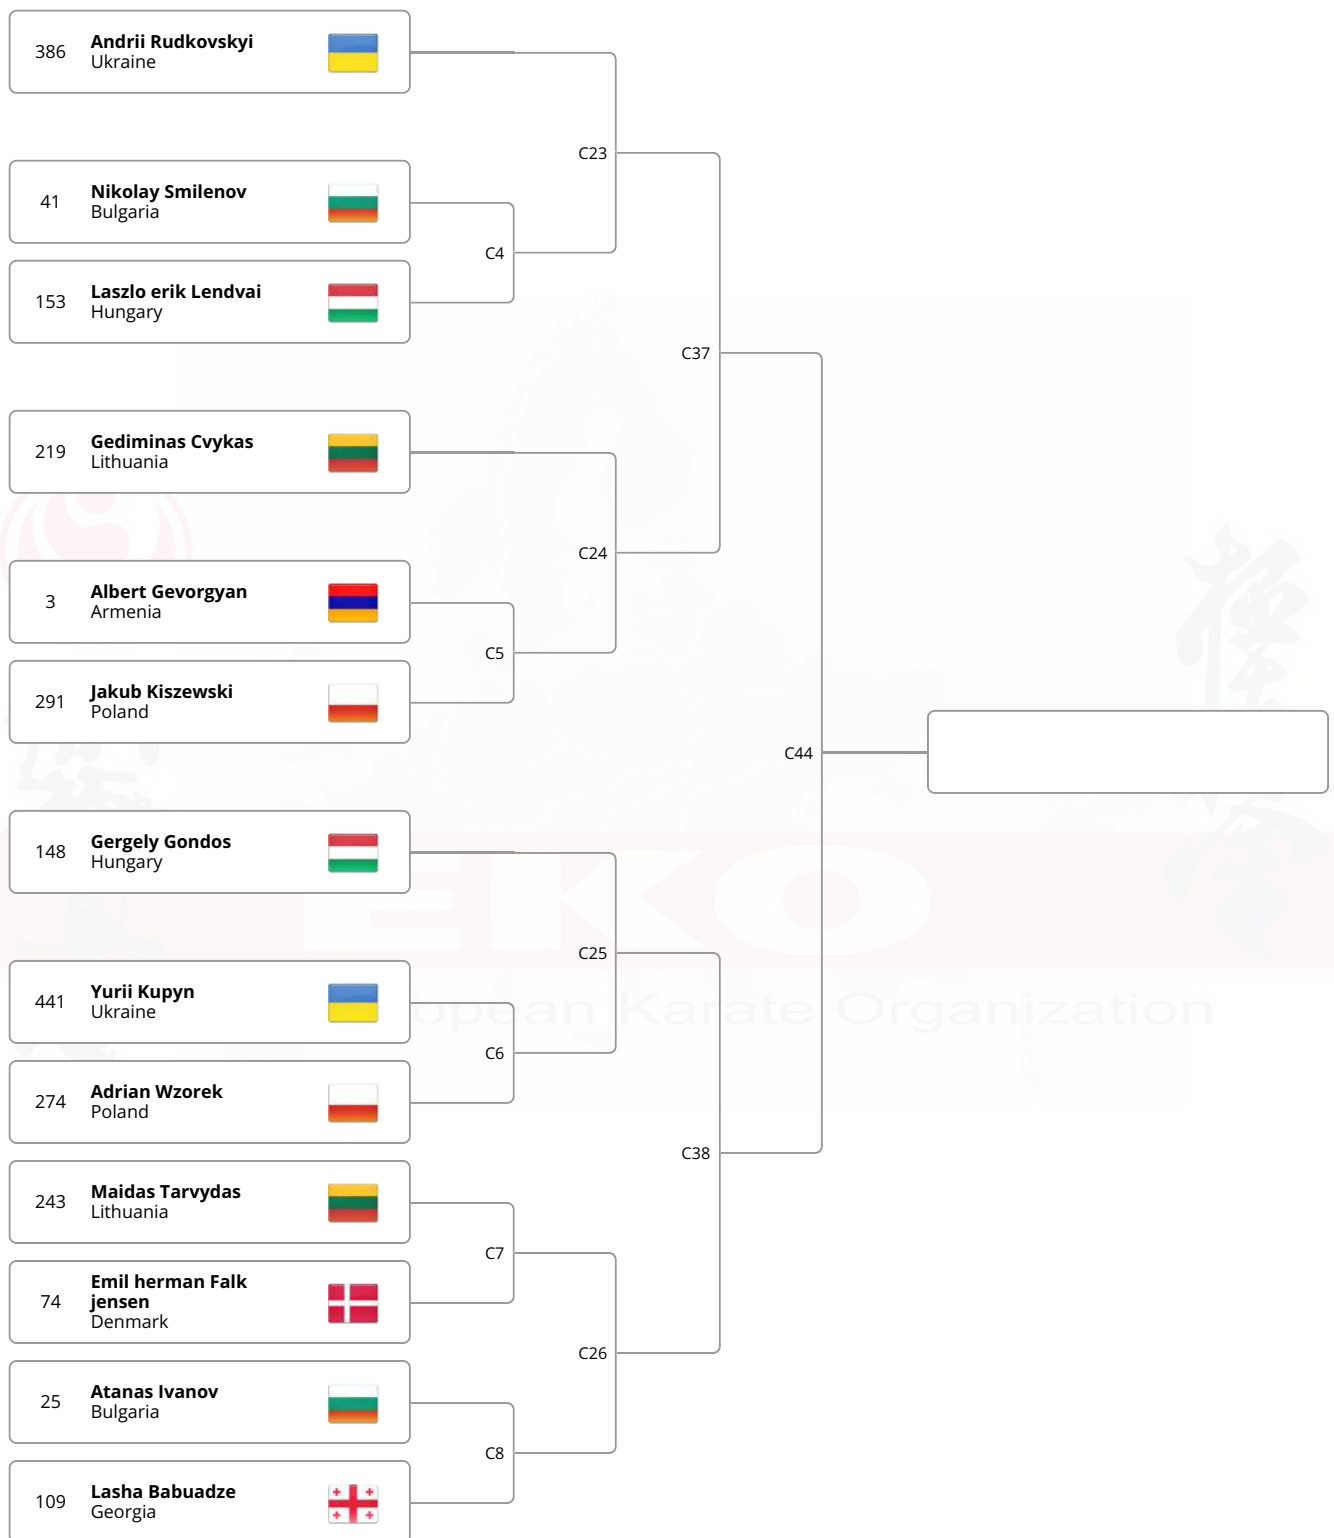 386
Andrii Rudkovskyi
Ukraine
C23
41
Nikolay Smilenov
Bulgaria
C4
153
Laszlo erik Lendvai
Hungary
C37
219
Gediminas Cvykas
Lithuania
C24
3
Albert Gevorgyan
Armenia
C5
291
Jakub Kiszewski
Poland
C44
148
Gergely Gondos
Hungary
EKO
C25
441
Yurii Kupyn
Ukraine
Karate Organization
C6
274
Adrian Wzorek
Poland
C38
243
Maidas Tarvydas
Lithuania
C7
74
Emil herman Falk
jensen
Denmark
C26
25
Atanas Ivanov
Bulgaria
C8
109
Lasha Babuadze
Georgia